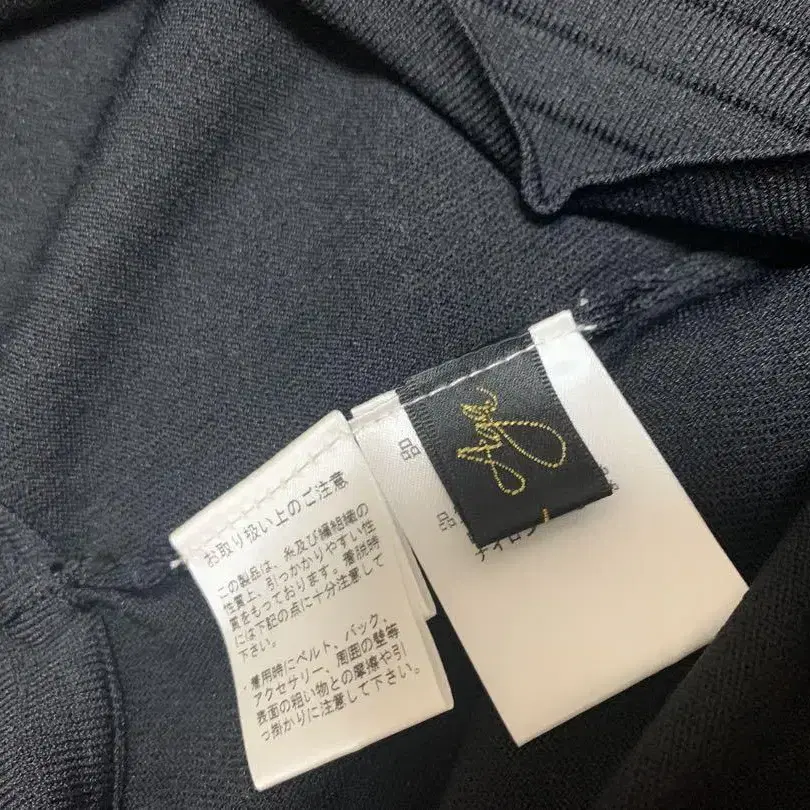 お取り扱い上のご注意
この製品は、糸及び編組織の
性質上、引っかかりやすい性
質をもっております。着脱時
には下記の点に十分注意して
下さい。
・着用時にベルト、バック、
アクセサリー、周囲の壁等
表面の粗い物との摩擦や引
っ掛かりに注意して下さい。
品
品
ナイロン